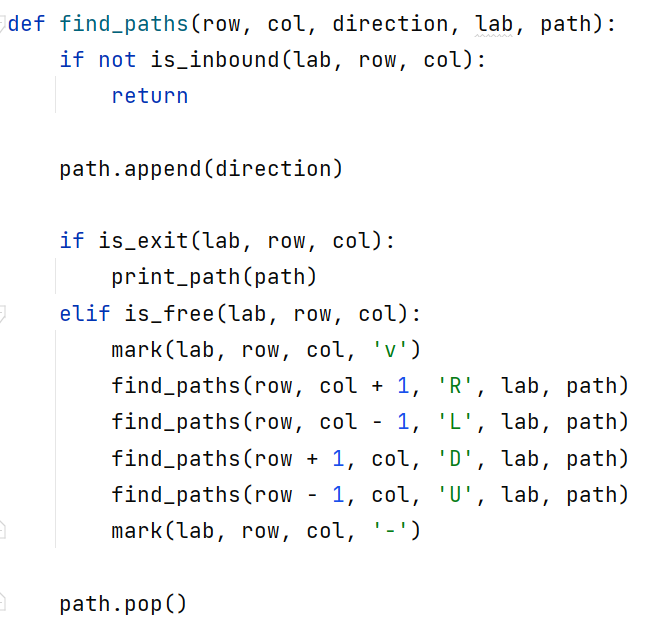 def find_paths(row, col, direction, lab, path):
    if not is_inbound(lab, row, col):
        return
    path.append(direction)
    if is_exit(lab, row, col):
        print_path(path)
    elif is_free(lab, row, col):
        mark(lab, row, col, 'v')
        find_paths(row, col + 1, 'R', lab, path)
        find_paths(row, col - 1, 'L', lab, path)
        find_paths(row + 1, col, 'D', lab, path)
        find_paths(row - 1, col, 'U', lab, path)
        mark(lab, row, col, '-')
    path.pop()